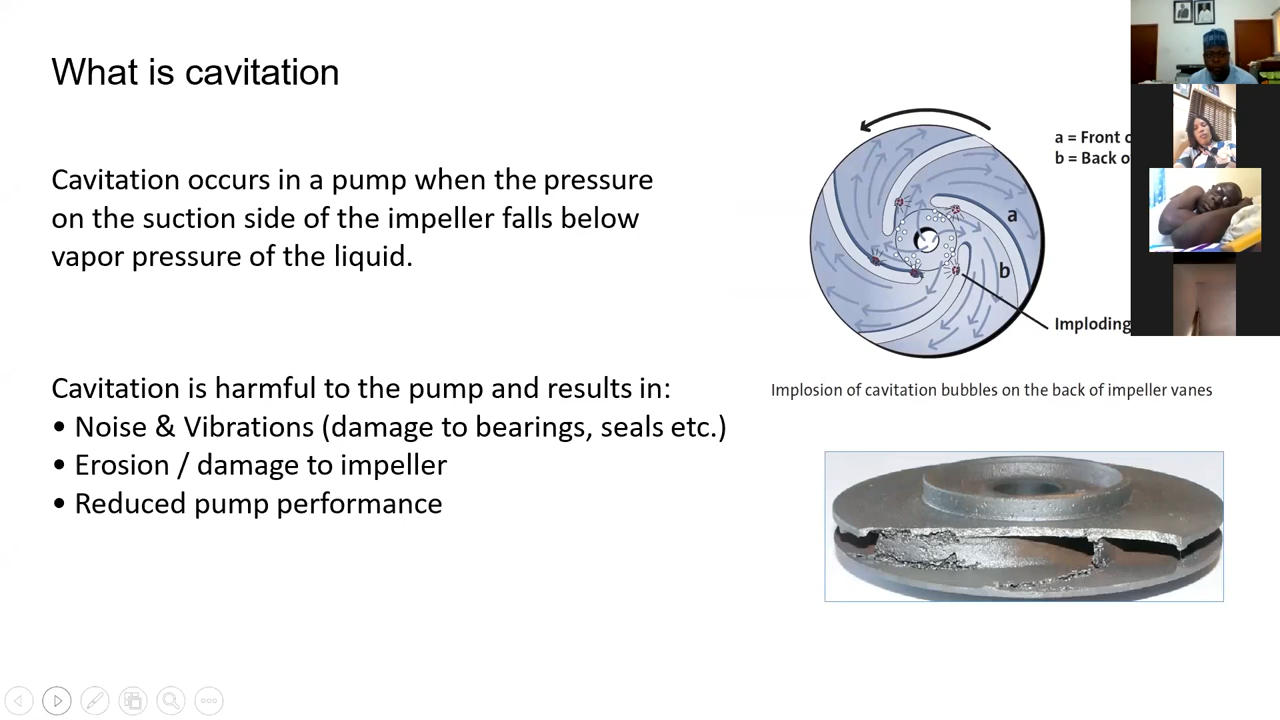 What is cavitation
Cavitation occurs in a pump when the pressure
on the suction side of the impeller falls below
vapor pressure of the liquid.
Cavitation is harmful to the pump and results in:
• Noise & Vibrations (damage to bearings, seals etc.)
• Erosion / damage to impeller
• Reduced pump performance
a = Front
b = Back
a
b
Imploding
Implosion of cavitation bubbles on the back of impeller vanes